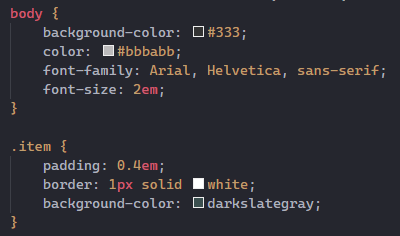 body {
    background-color: #333;
    color: #bbbabb;
    font-family: Arial, Helvetica, sans-serif;
    font-size: 2em;
}

.item {
    padding: 0.4em;
    border: 1px solid white;
    background-color: darkslategray;
}